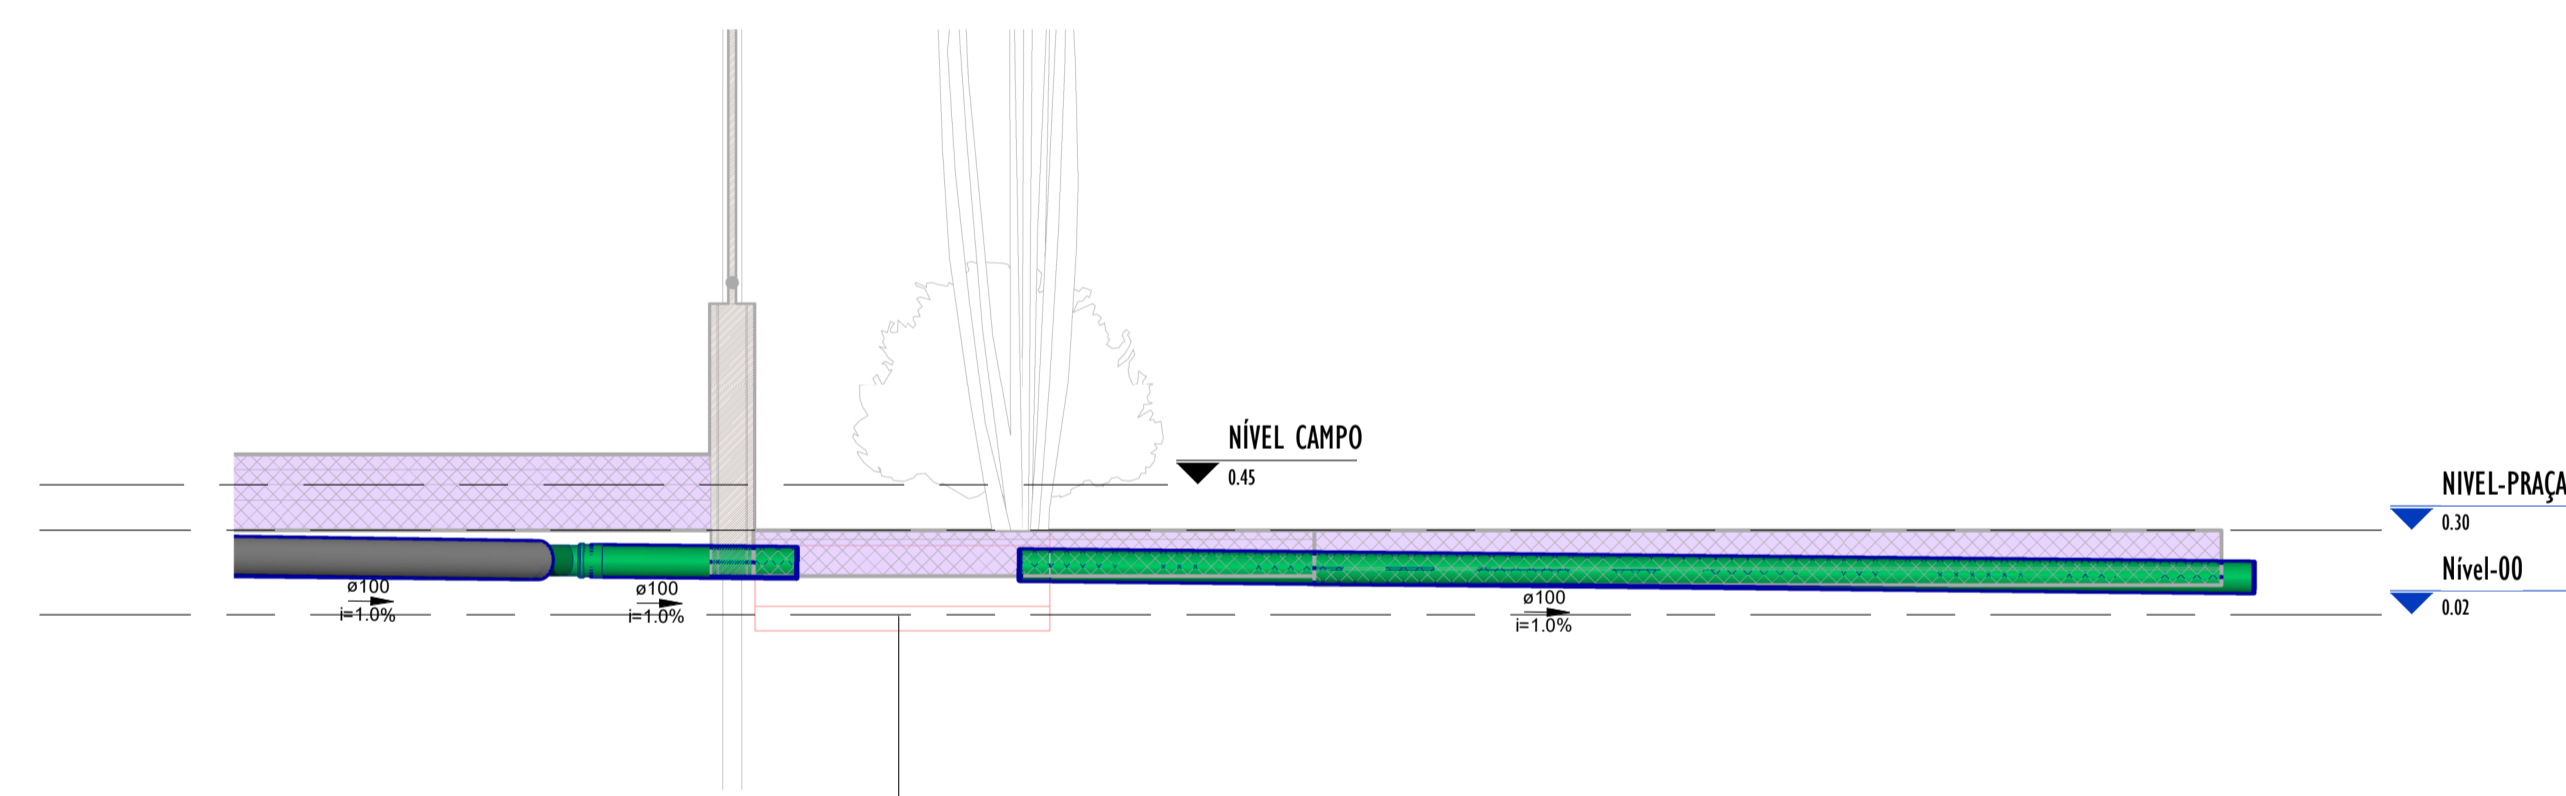 NÍVEL CAMPO
0.45
NIVEL-PRAÇA
0.30
Nível-00
0.02
ø100
i=1.0%
ø100
i=1.0%
ø100
i=1.0%